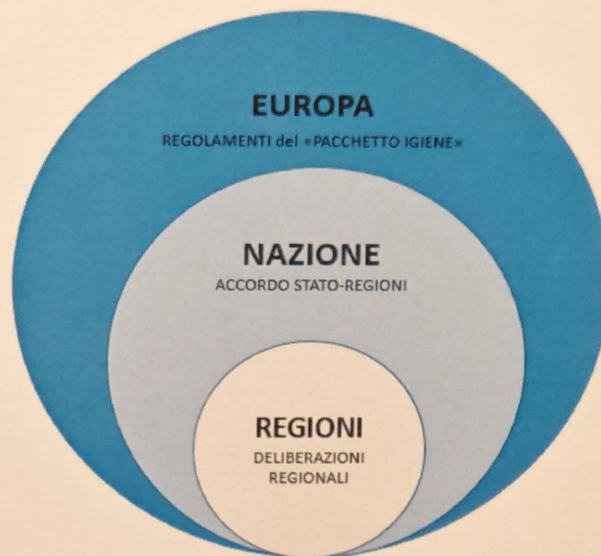 EUROPA
REGOLAMENTI del «PACCHETTO IGIENE»
NAZIONE
ACCORDO STATO-REGIONI
REGIONI
DELIBERAZIONI
REGIONALI